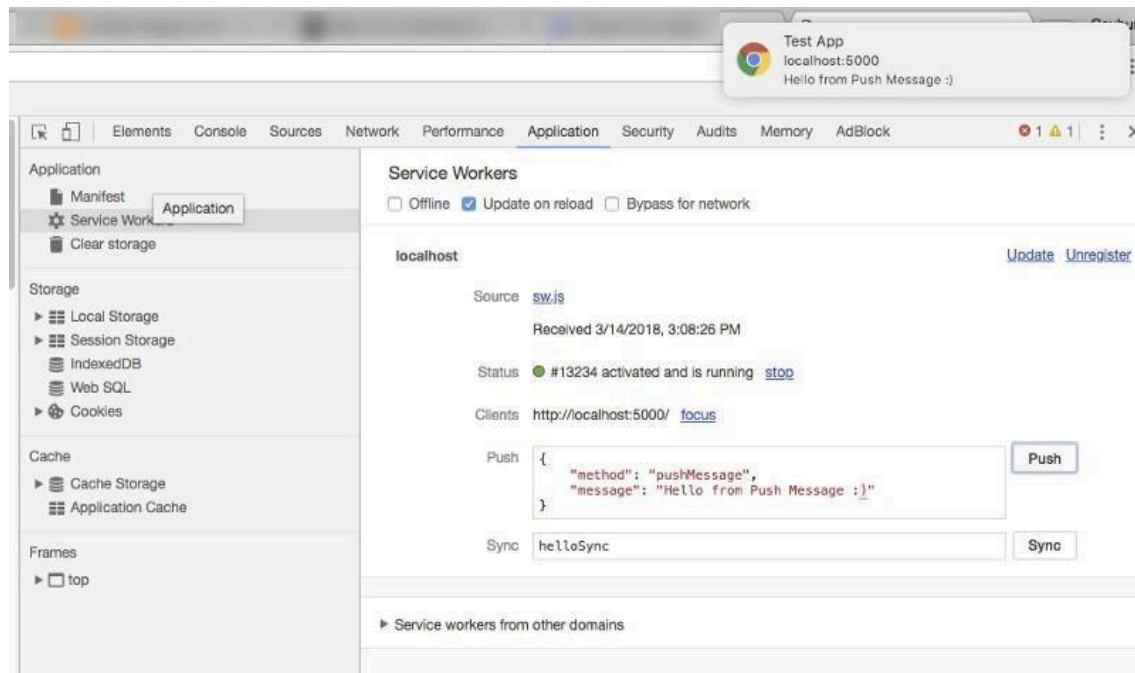 Test App
localhost:5000
Hello from Push Message :)
Elements Console Sources Network Performance Application Security Audits Memory AdBlock 1 1
Application
Manifest
Service Workers
Application
Clear storage
Storage
Local Storage
Session Storage
IndexedDB
Web SQL
Cookies
Cache
Cache Storage
Application Cache
Frames
top
Service Workers
Offline Update on reload Bypass for network
localhost Update Unregister
Source sw.js
Received 3/14/2018, 3:08:26 PM
Status #13234 activated and is running stop
Clients http://localhost:5000/ focus
Push {
"method": "pushMessage",
"message": "Hello from Push Message :)"
}
Push
Sync helloSync Sync
Service workers from other domains